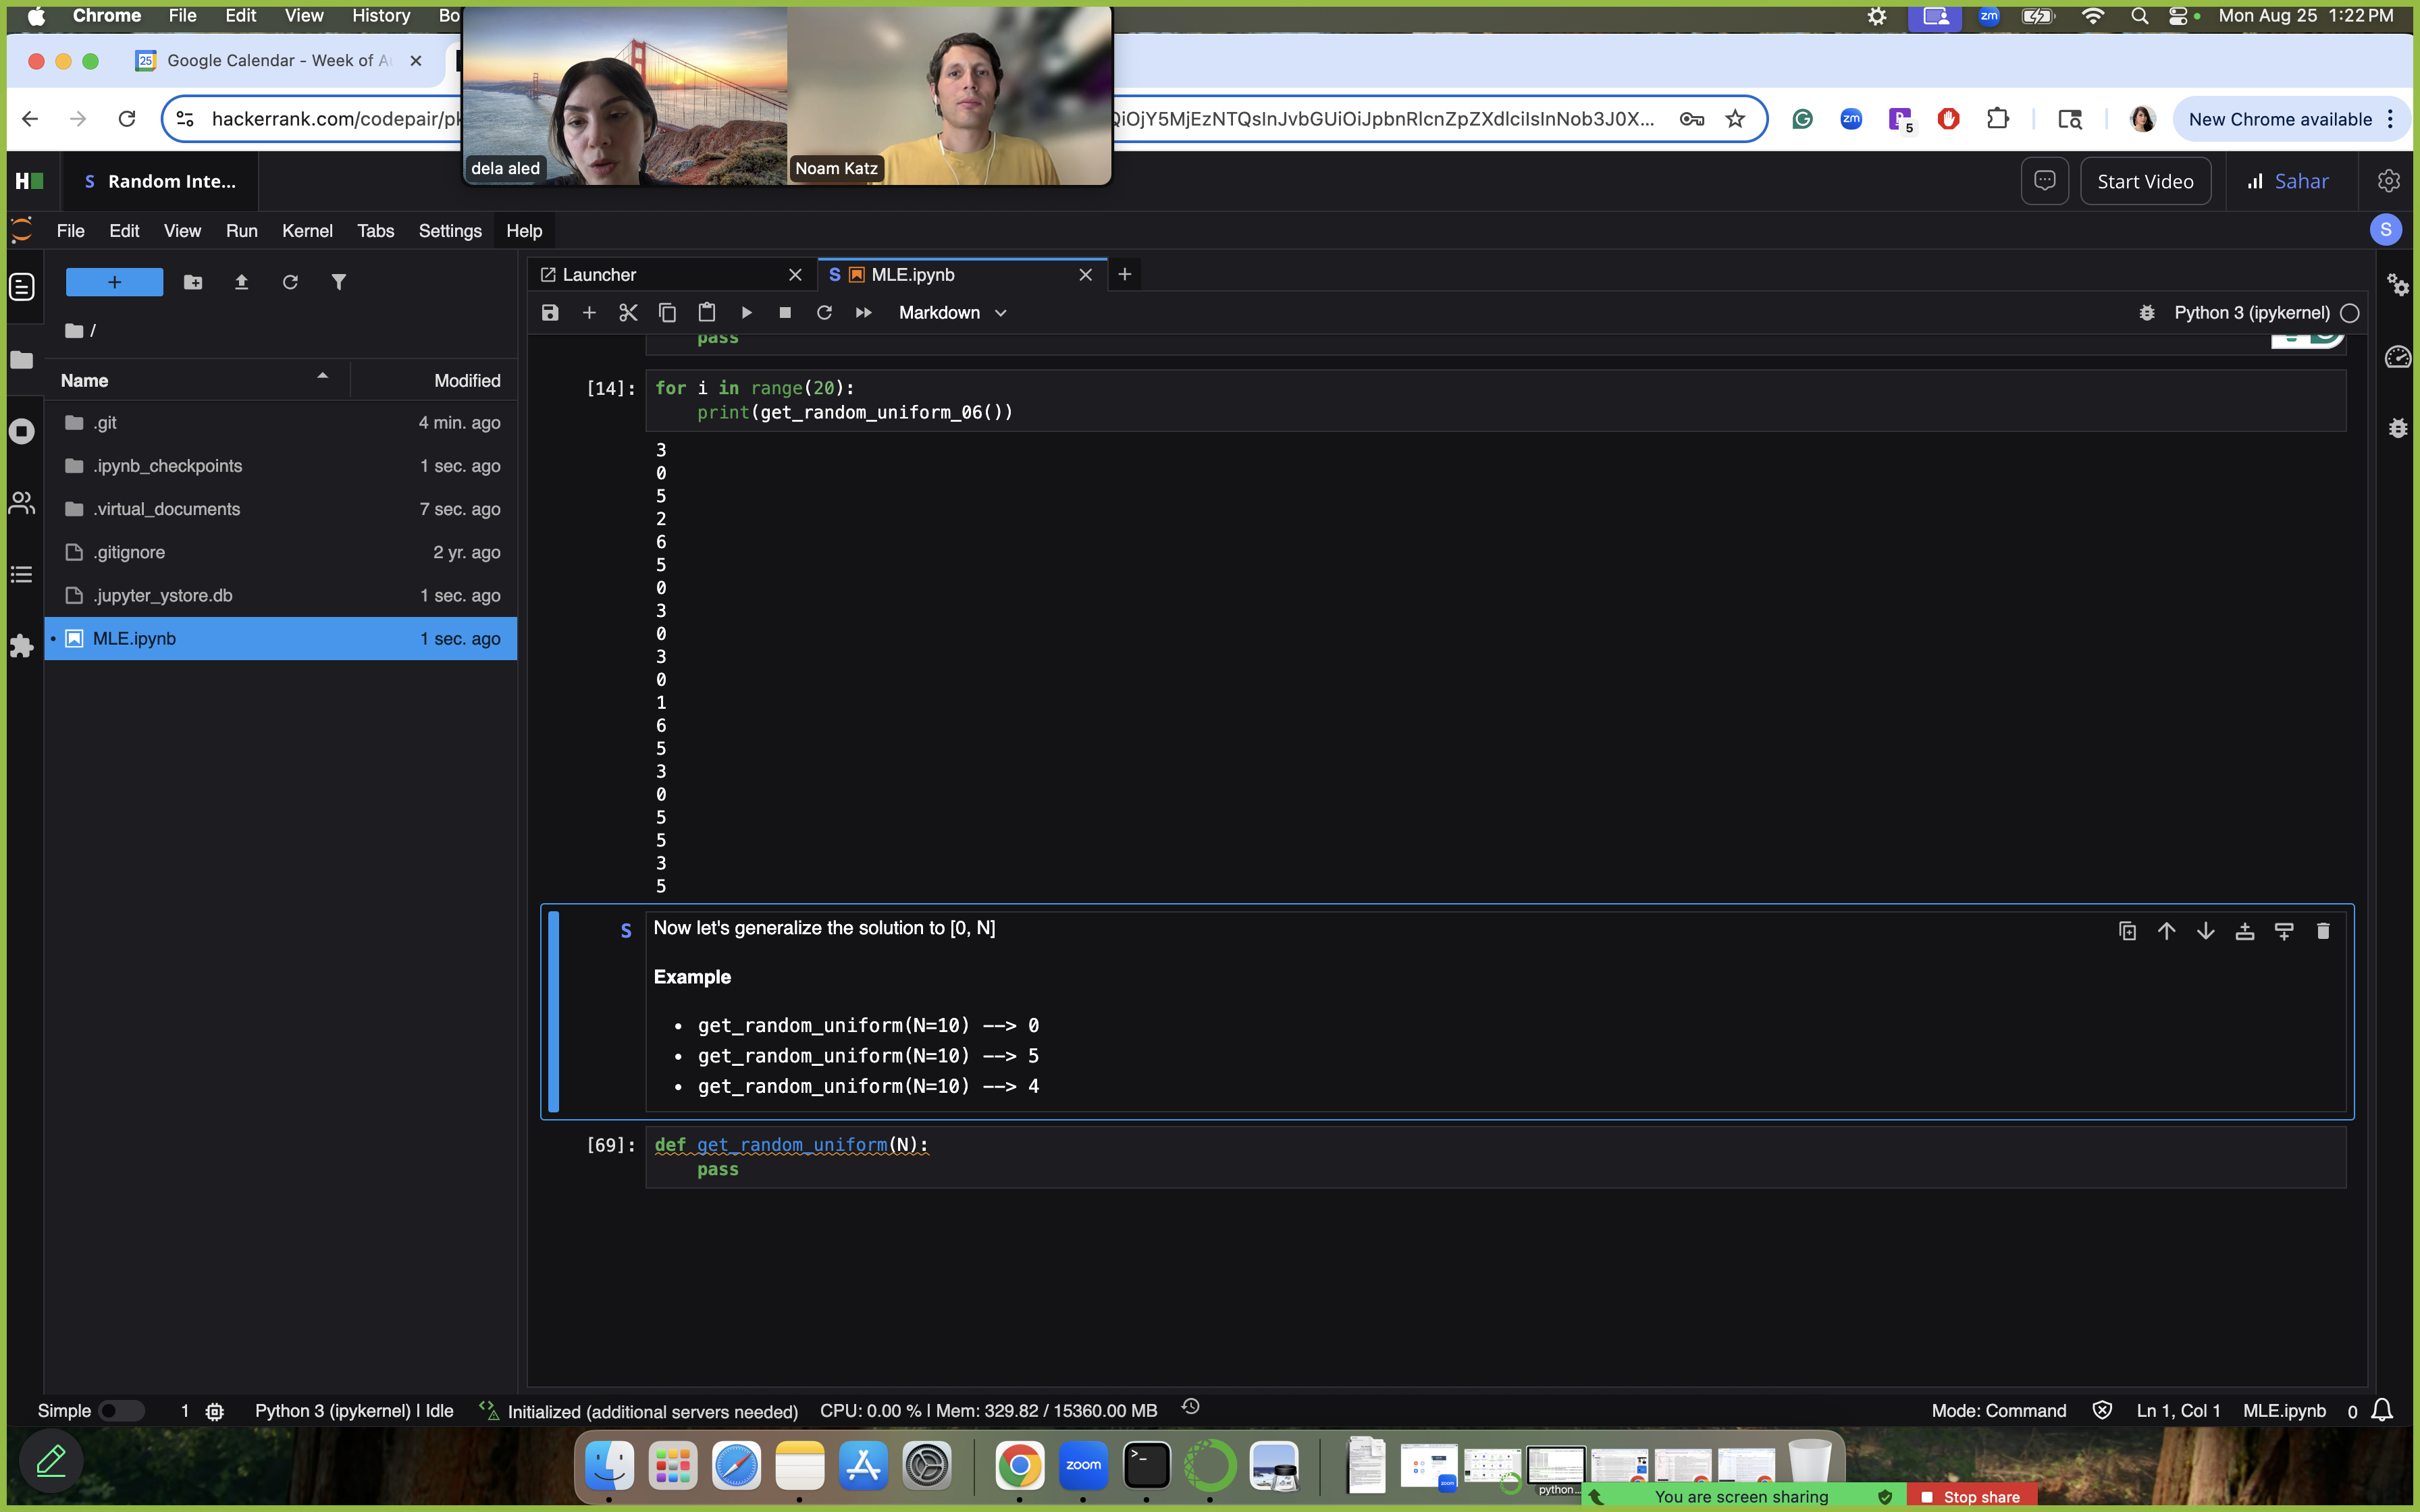 Chrome File Edit View History Bo
Mon Aug 25 1:22 PM
Google Calendar - Week of A
hackerrank.com/codepair/p
QiOjY5MjEzNTQsInJvbGUiOiJpbnRlcnZpZXdlciIsInNob3J0X...
5
New Chrome available
dela aled
Noam Katz
S Random Inte...
Start Video
Sahar
File Edit View Run Kernel Tabs Settings Help
S
Launcher
S MLE.ipynb
Markdown
Python 3 (ipykernel)
/
Name Modified
.git 4 min. ago
.ipynb_checkpoints 1 sec. ago
.virtual_documents 7 sec. ago
.gitignore 2 yr. ago
.jupyter_ystore.db 1 sec. ago
MLE.ipynb 1 sec. ago
pass
[14]: for i in range(20):
print(get_random_uniform_06())
3
0
5
2
6
5
0
3
0
3
0
1
6
5
3
0
5
5
3
5
S Now let's generalize the solution to [0, N]
Example
• get_random_uniform(N=10) --> 0
• get_random_uniform(N=10) --> 5
• get_random_uniform(N=10) --> 4
[69]: def get_random_uniform(N):
pass
Simple 1 Python 3 (ipykernel) | Idle Initialized (additional servers needed) CPU: 0.00 % | Mem: 329.82 / 15360.00 MB
Mode: Command Ln 1, Col 1 MLE.ipynb 0
zoom
python...
You are screen sharing Stop share